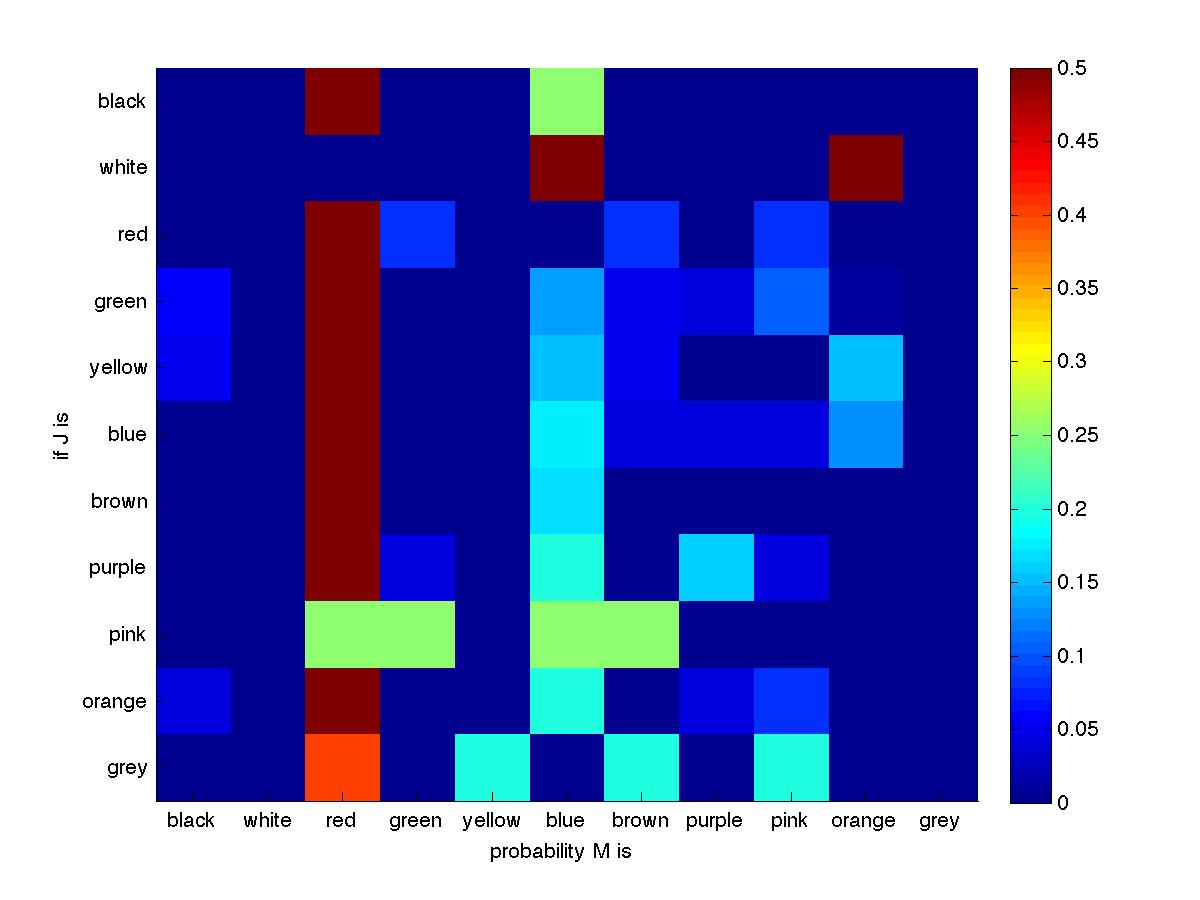 black
white
red
green
yellow
blue
brown
purple
pink
orange
grey
if J is
black white red green yellow blue brown purple pink orange grey
probability M is
0.5
0.45
0.4
0.35
0.3
0.25
0.2
0.15
0.1
0.05
0